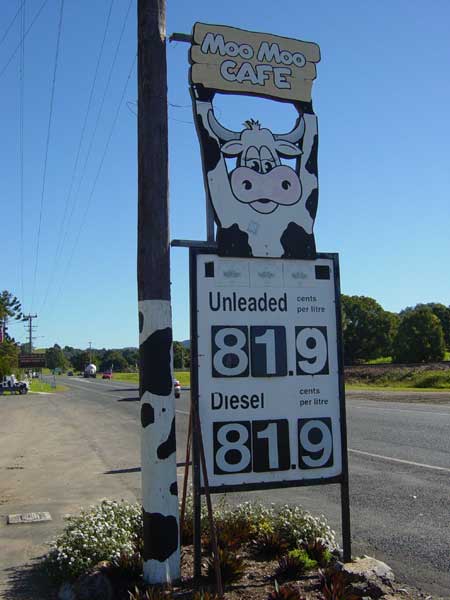 Moo Moo
CAFE
Unleaded cents
per litre
81.9
Diesel cents
per litre
81.9